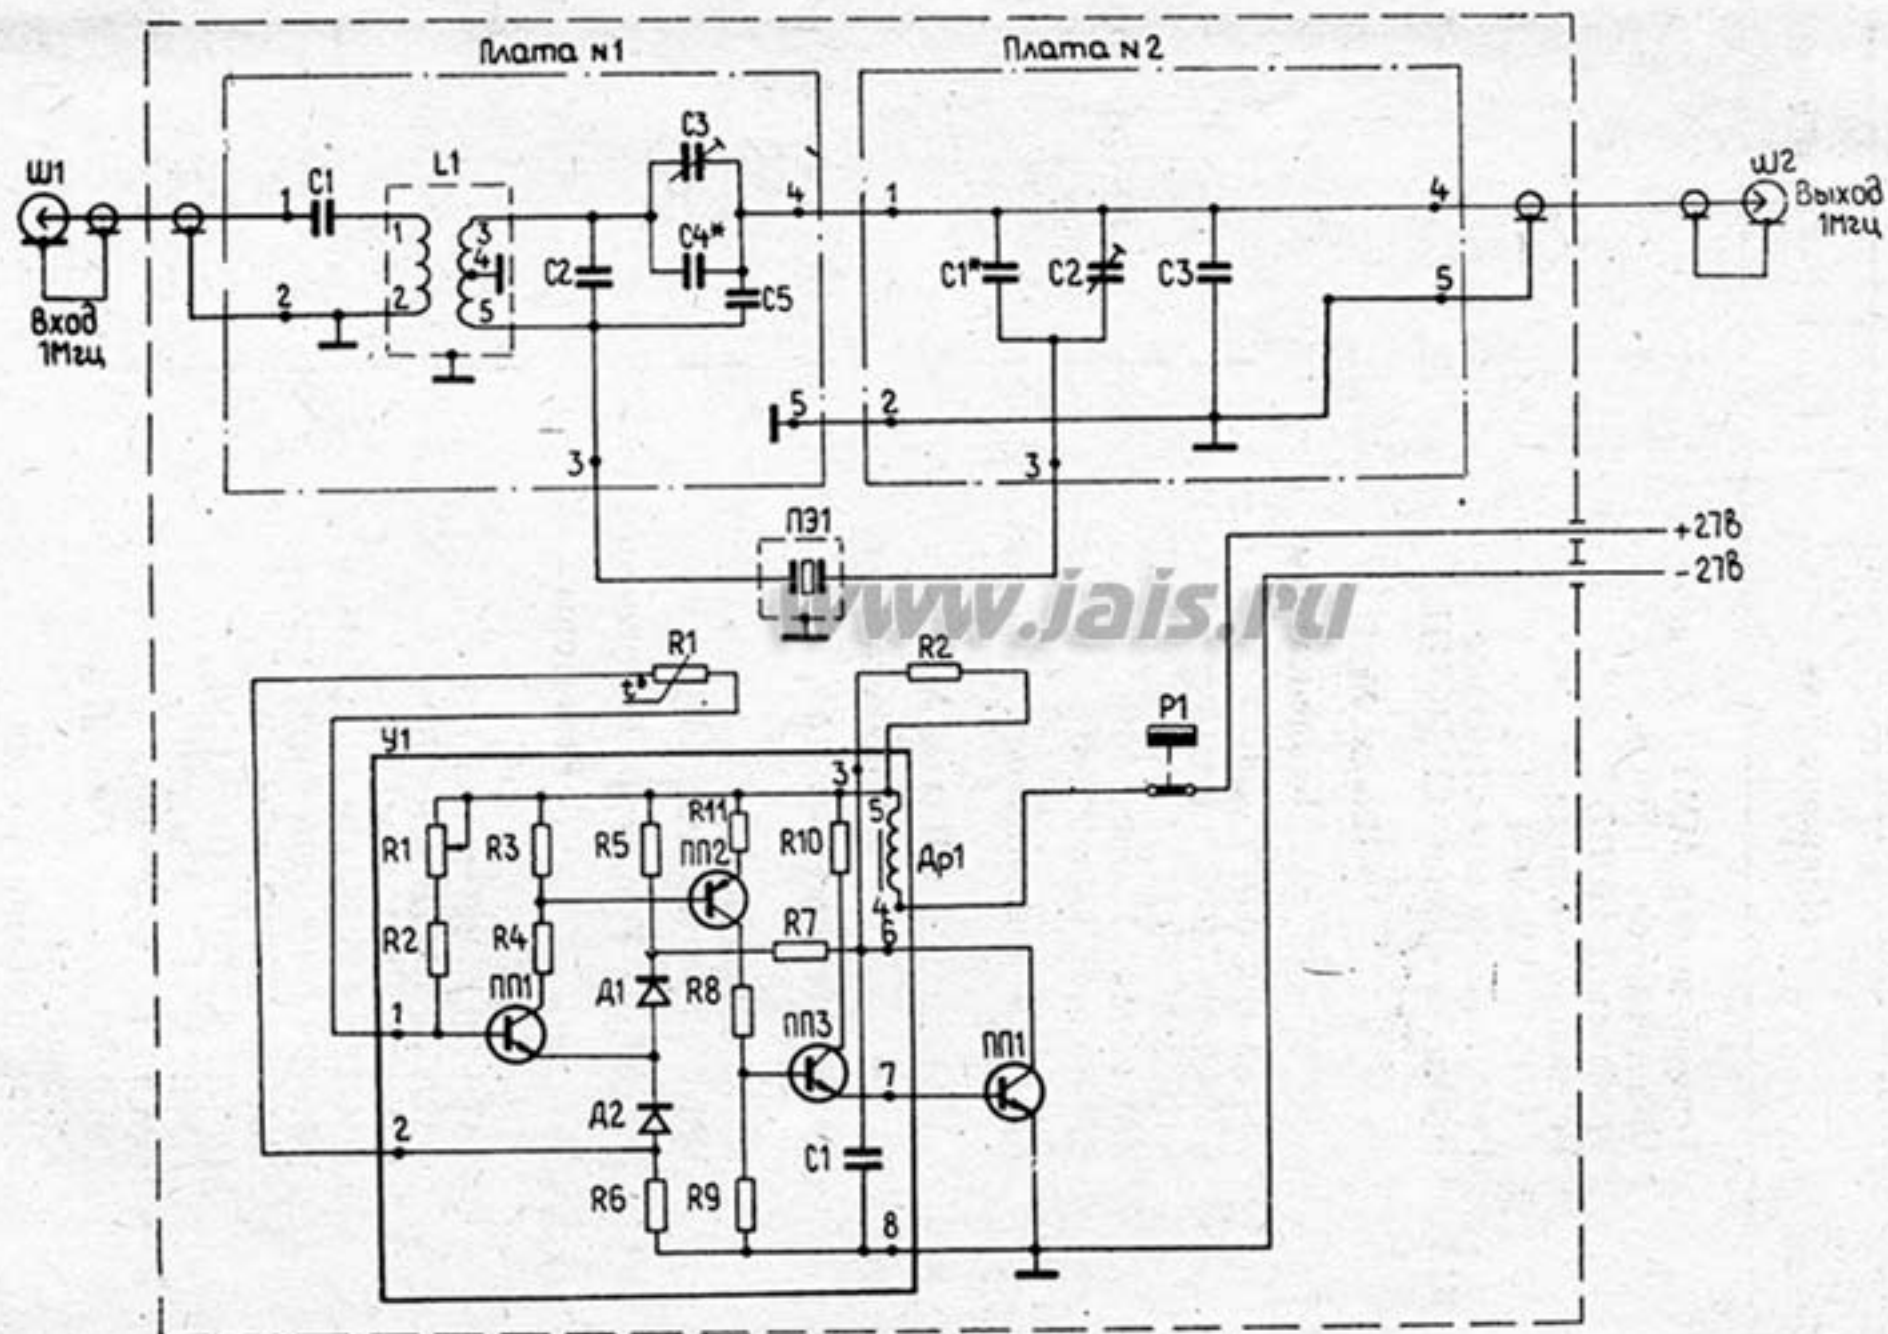 Плата N1
Плата N2
Ш1
Вход
1Мгц
1
C1
2
L1
1
2
3
4
5
C2
C3
C4*
C5
4
5
3
1
2
C1*
C2
C3
3
4
5
Ш2
Выход
1Мгц
ПЭ1
+27В
-27В
www.jais.ru
R1
t°
R2
P1
У1
3
R1
R3
R5
R11
ПП2
R10
5
Др1
4
R2
R4
R7
6
ПП1
Д1
R8
1
ПП3
7
ПП1
Д2
2
C1
R6
R9
8